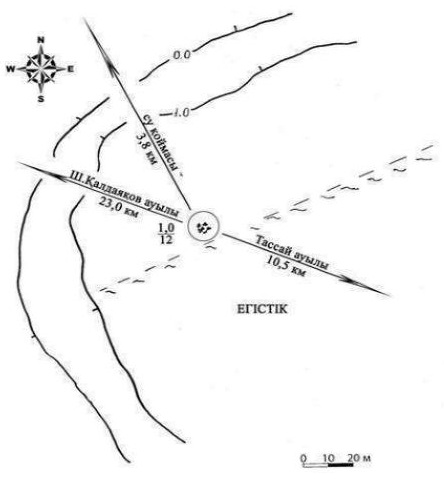 N
W E
S
0.0
1.0
су қоймасы
3,8 км
Ш.Қалдаяков ауылы
23,0 км
1,0
12
Тассай ауылы
10,5 км
ЕГІСТІК
0 10 20 м